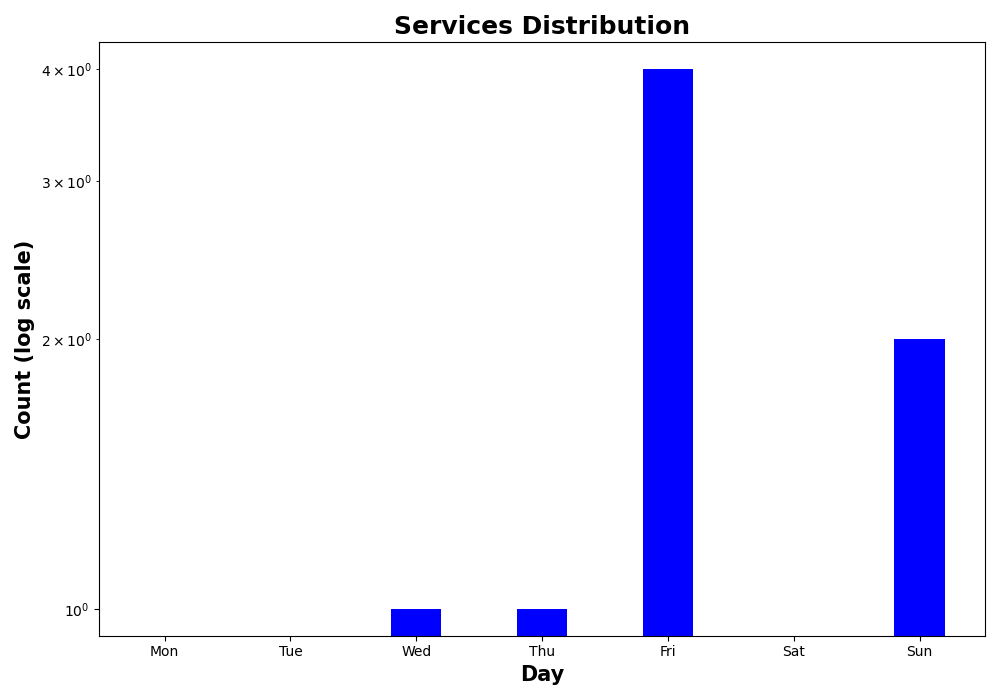 Services Distribution
4 × 10⁰
3 × 10⁰
2 × 10⁰
10⁰
Count (log scale)
Mon Tue Wed Thu Fri Sat Sun
Day